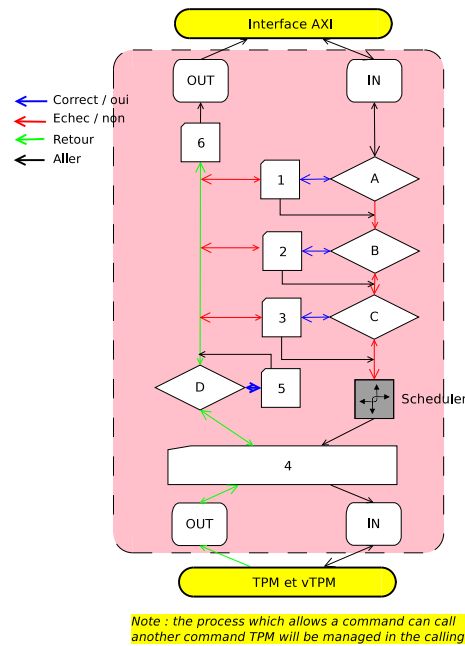 Interface AXI
OUT
IN
Correct / oui
Echec / non
Retour
Aller
6
1
A
2
B
3
C
D
5
Scheduler
4
OUT
IN
TPM et vTPM
Note : the process which allows a command can call
another command TPM will be managed in the calling